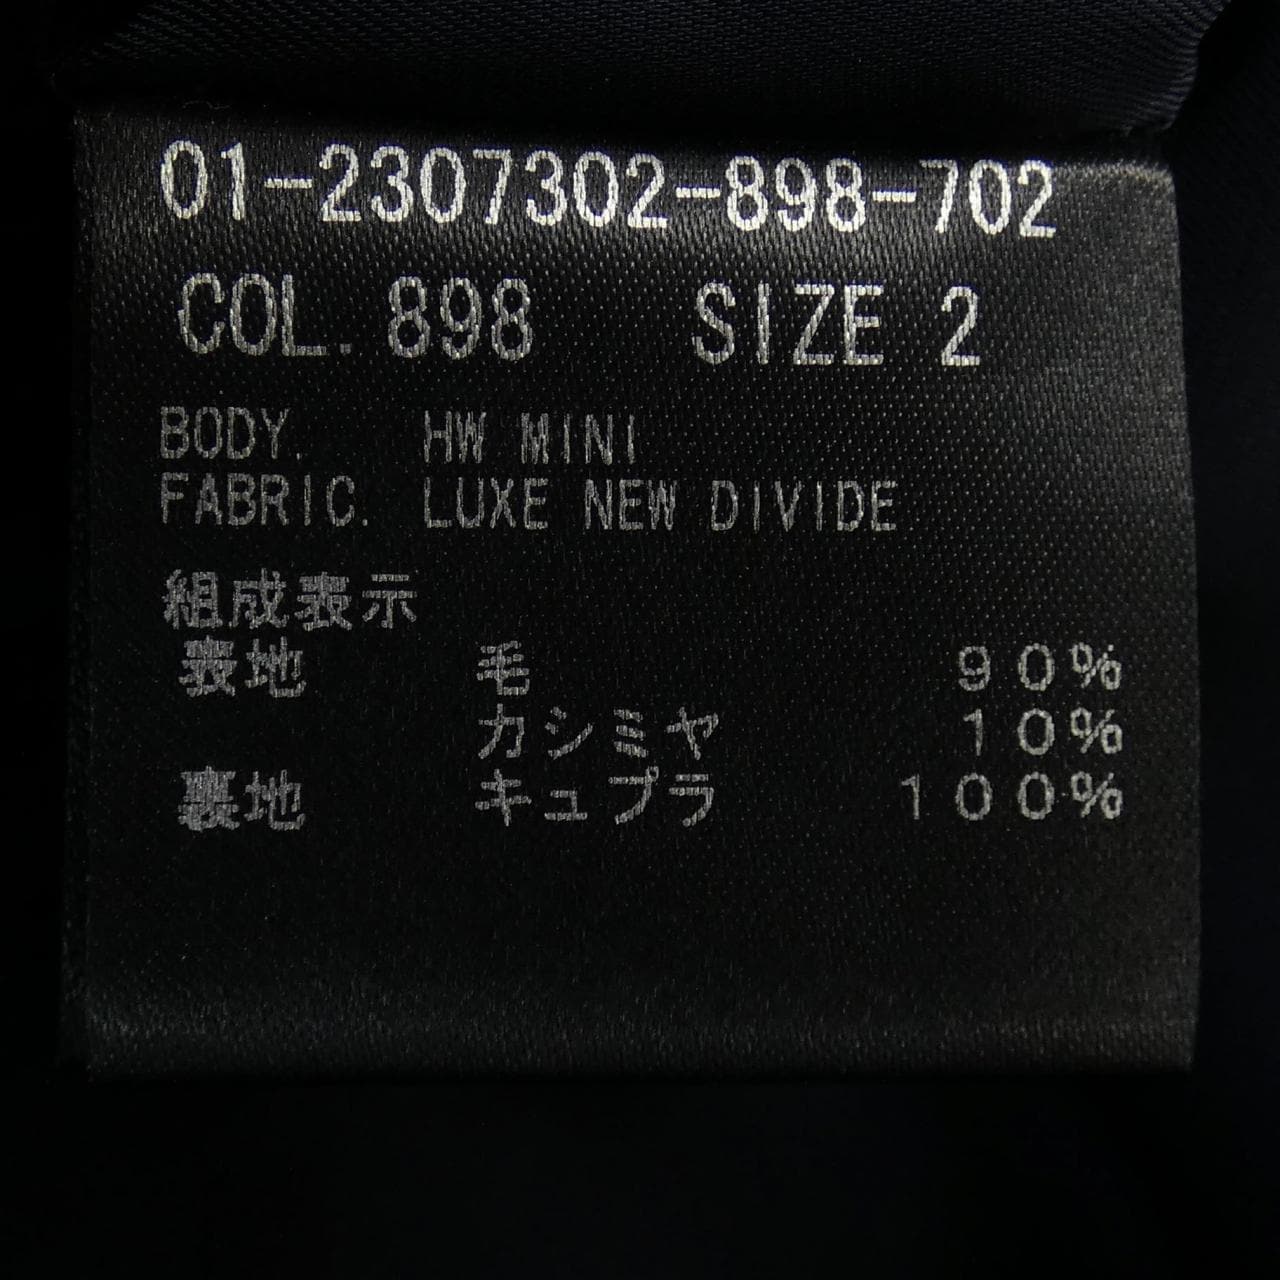 01-2307302-898-702
COL. 898 SIZE 2
BODY. HW MINI
FABRIC. LUXE NEW DIVIDE
組成表示
表地 毛 90%
カシミヤ 10%
裏地 キュプラ 100%